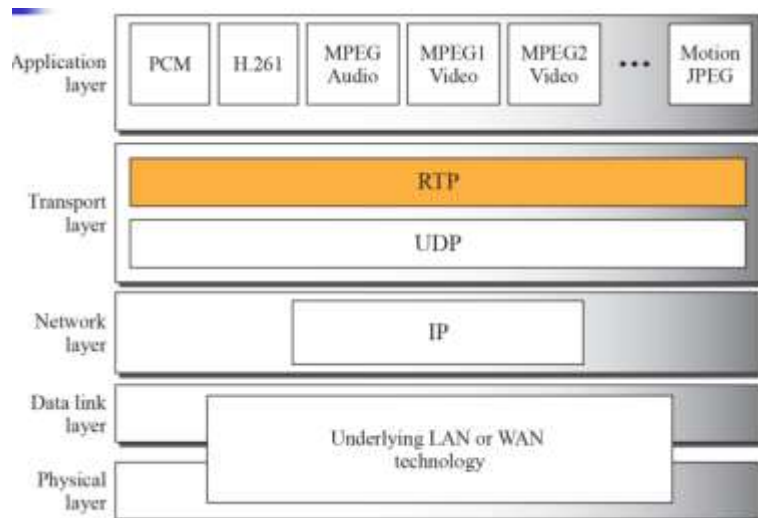 Application
layer
PCM
H.261
MPEG
Audio
MPEG1
Video
MPEG2
Video
•••
Motion
JPEG
Transport
layer
RTP
UDP
Network
layer
IP
Data link
layer
Underlying LAN or WAN
technology
Physical
layer